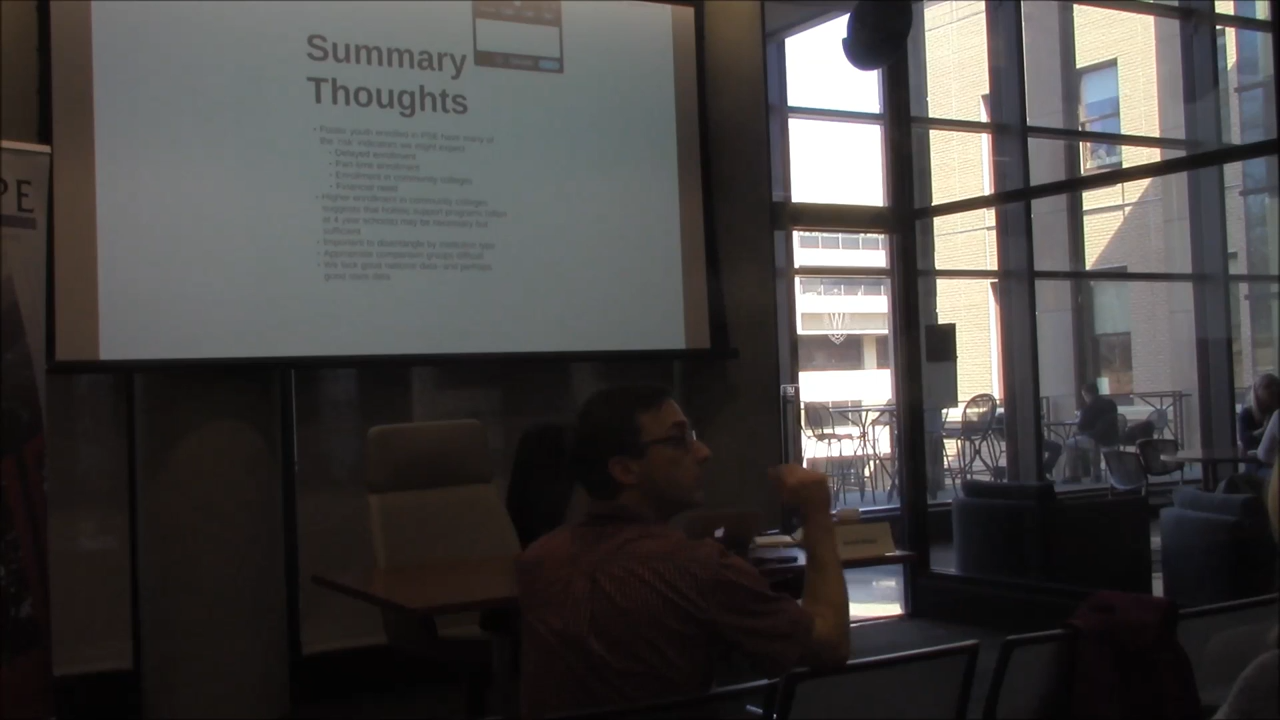 Summary
Thoughts
• Foster youth enrolled in PSE have many of
the risk indicators we might expect
- Delayed enrollment
- Part-time enrollment
- Enrollment in community colleges
- Financial need
• Higher enrollment in community colleges
suggests that holistic support programs
at 4 year schools) may be necessary but
sufficient
• Important to disentangle by institution type
• Appropriate comparison groups difficult
• We lack good national data--and perhaps
good state data
PE
W